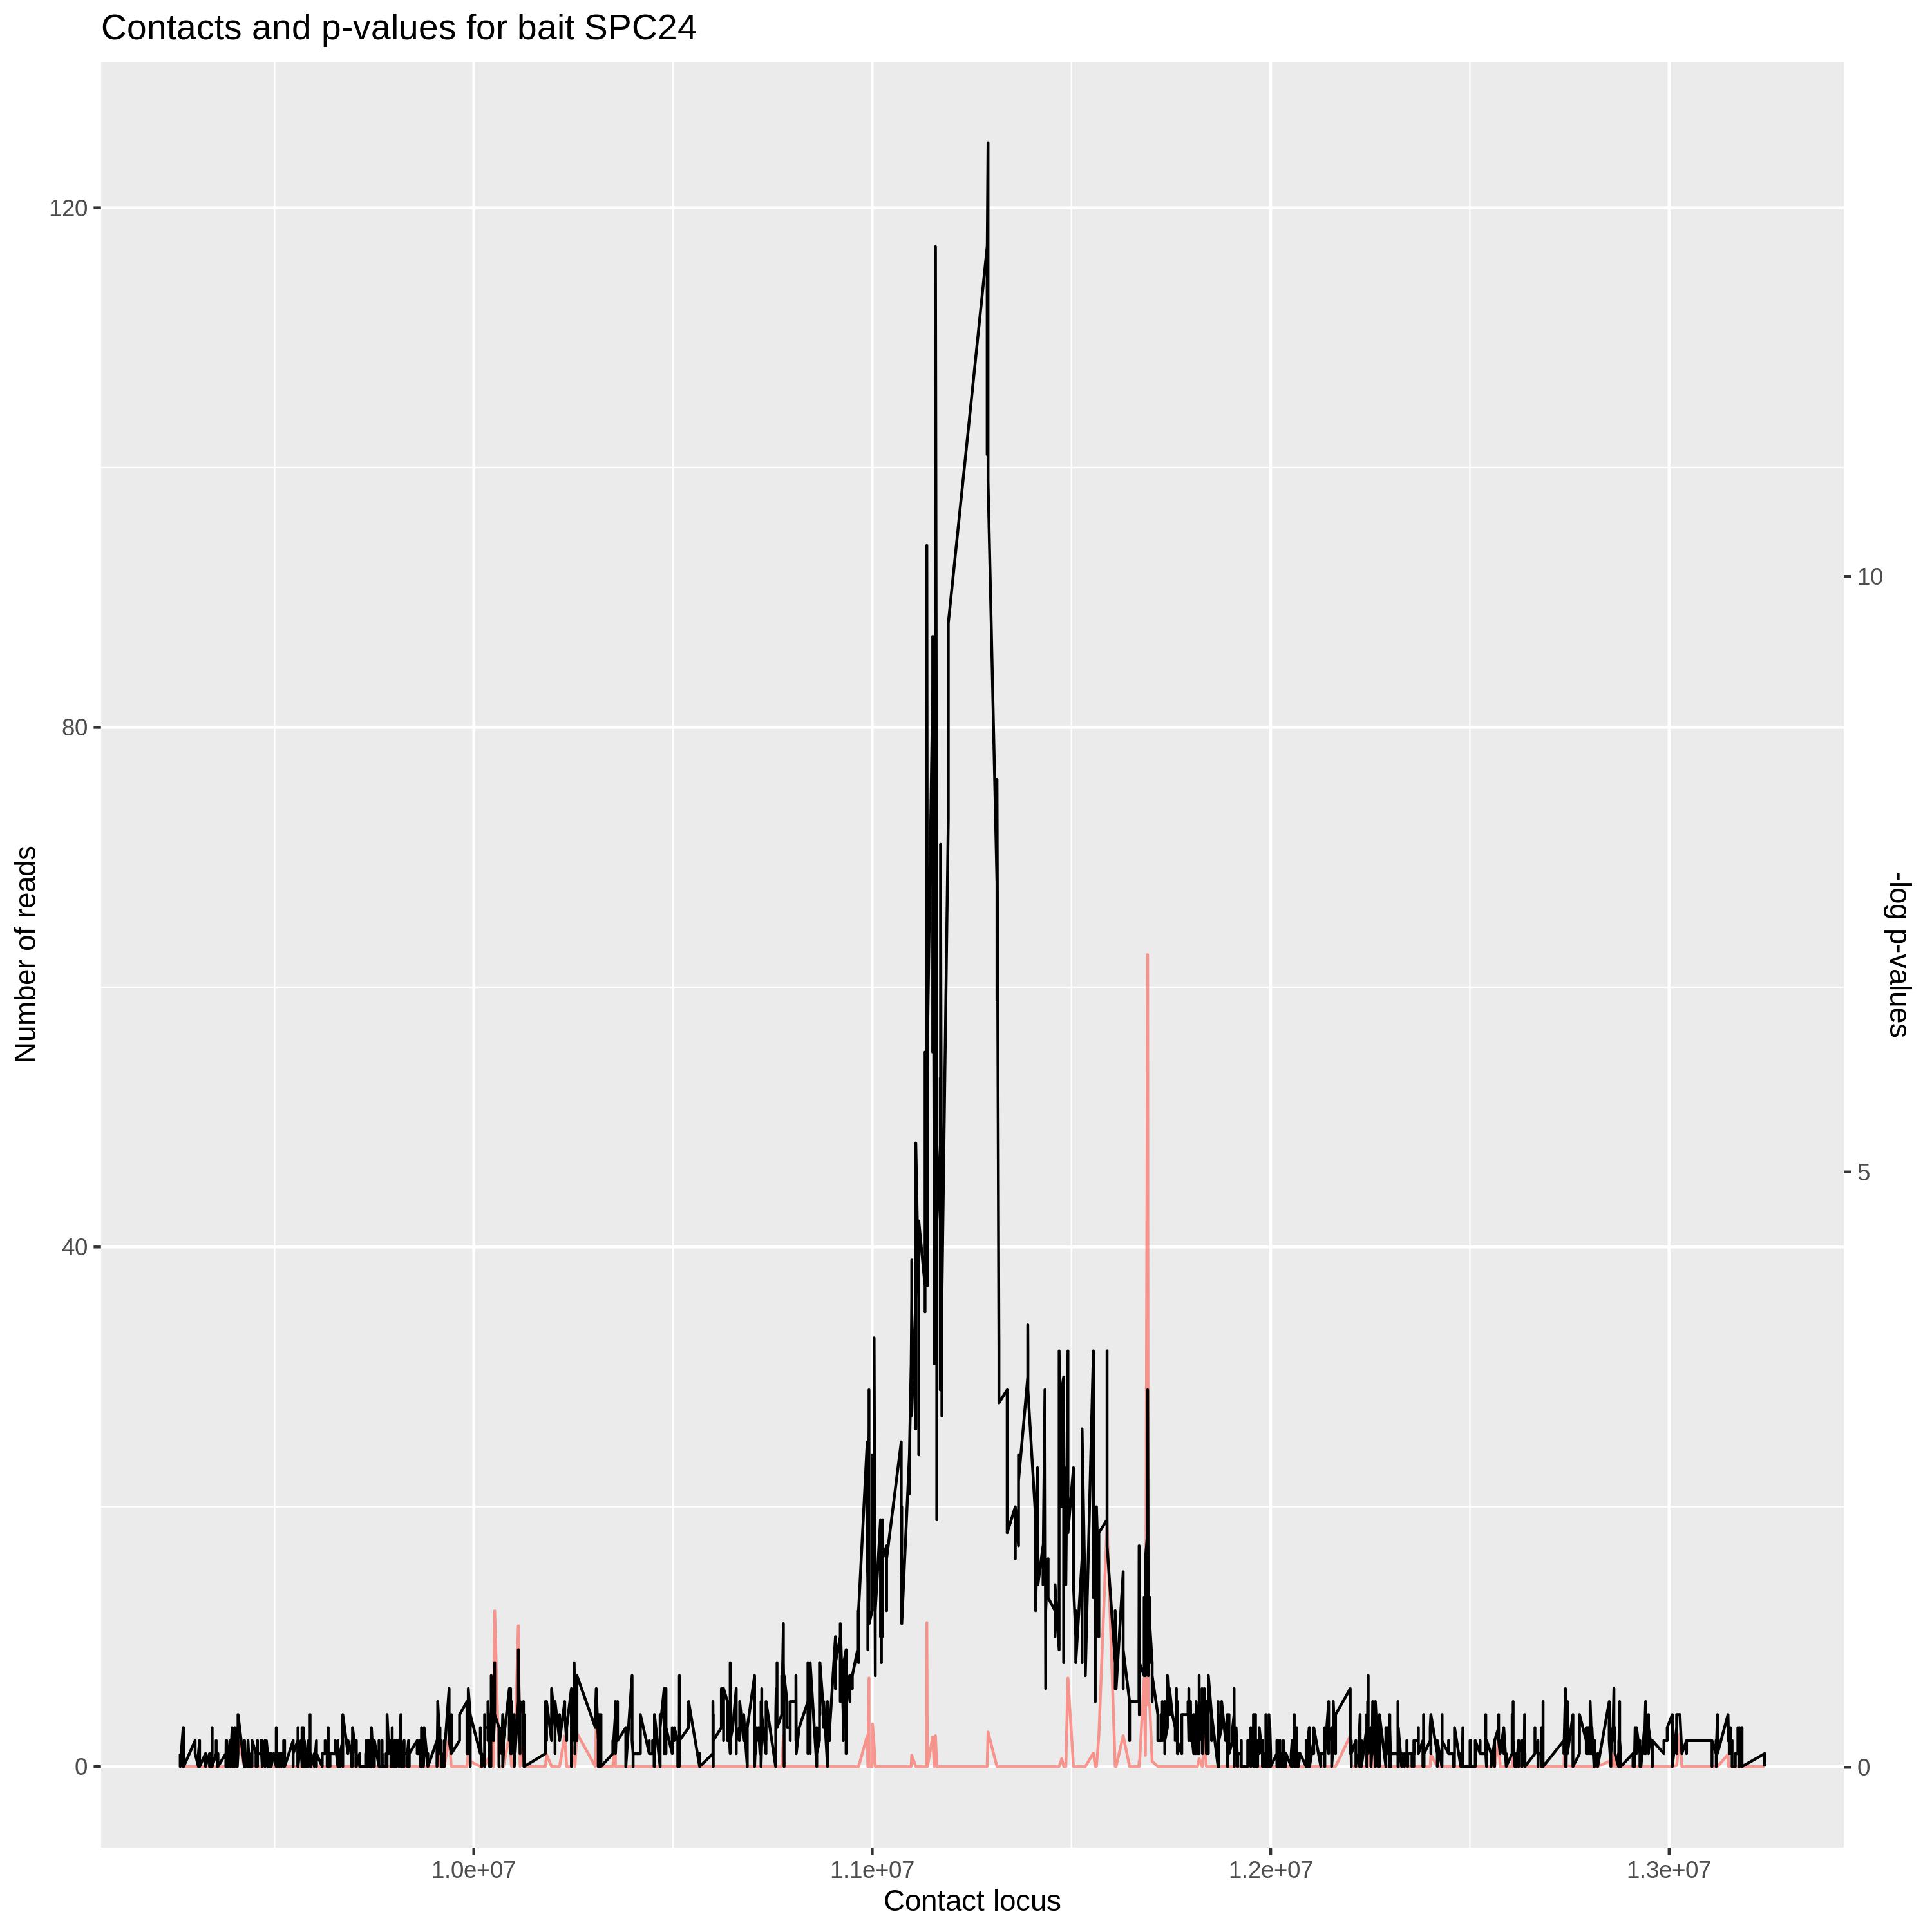 Contacts and p-values for bait SPC24
120
80
40
0
Number of reads
10
5
0
-log p-values
1.0e+07
1.1e+07
1.2e+07
1.3e+07
Contact locus